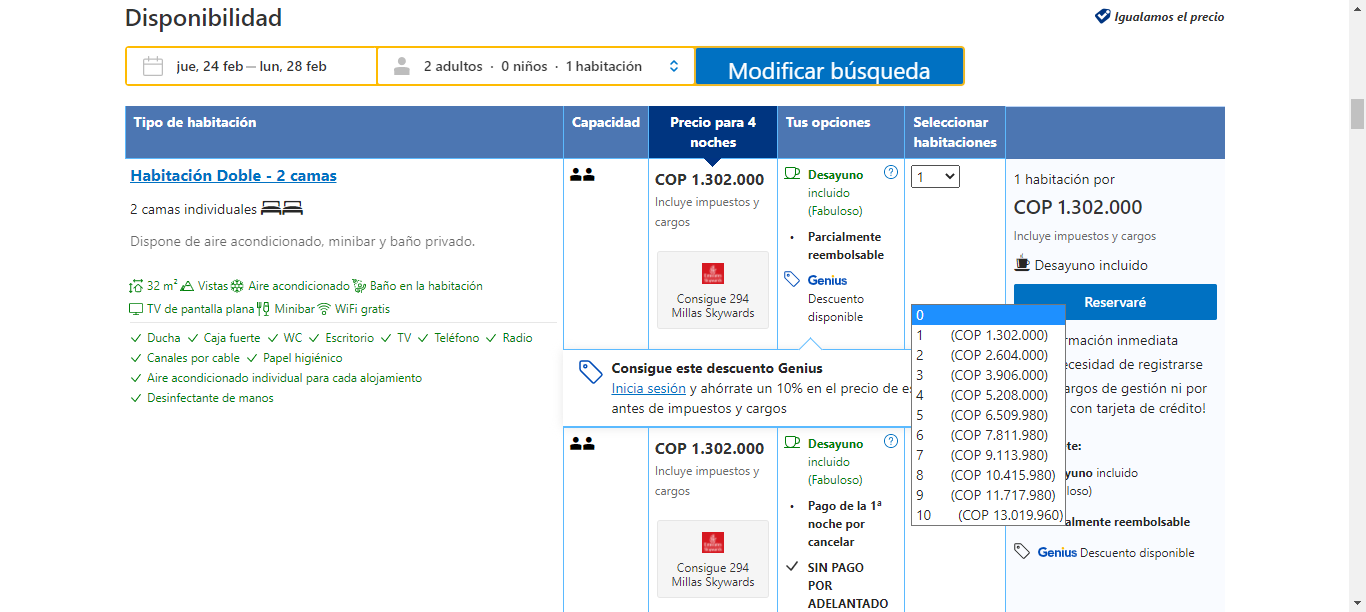 Disponibilidad
Igualamos el precio
jue, 24 feb — lun, 28 feb
2 adultos · 0 niños · 1 habitación
Modificar búsqueda
Tipo de habitación
Capacidad
Precio para 4
noches
Tus opciones
Seleccionar
habitaciones
Habitación Doble - 2 camas
2 camas individuales
Dispone de aire acondicionado, minibar y baño privado.
32 m² Vistas Aire acondicionado Baño en la habitación
TV de pantalla plana Minibar WiFi gratis
Ducha Caja fuerte WC Escritorio TV Teléfono Radio
Canales por cable Papel higiénico
Aire acondicionado individual para cada alojamiento
Desinfectante de manos
COP 1.302.000
Incluye impuestos y
cargos
Consigue 294
Millas Skywards
Desayuno
incluido
(Fabuloso)
• Parcialmente
reembolsable
Genius
Descuento
disponible
1
1 habitación por
COP 1.302.000
Incluye impuestos y cargos
Desayuno incluido
Reservaré
rmación inmediata
ecesidad de registrarse
argos de gestión ni por
con tarjeta de crédito!
te:
yuno incluido
loso)
almente reembolsable
Genius Descuento disponible
0
1 (COP 1.302.000)
2 (COP 2.604.000)
3 (COP 3.906.000)
4 (COP 5.208.000)
5 (COP 6.509.980)
6 (COP 7.811.980)
7 (COP 9.113.980)
8 (COP 10.415.980)
9 (COP 11.717.980)
10 (COP 13.019.960)
Consigue este descuento Genius
Inicia sesión y ahórrate un 10% en el precio de es
antes de impuestos y cargos
COP 1.302.000
Incluye impuestos y
cargos
Consigue 294
Millas Skywards
Desayuno
incluido
(Fabuloso)
• Pago de la 1ª
noche por
cancelar
SIN PAGO
POR
ADELANTADO